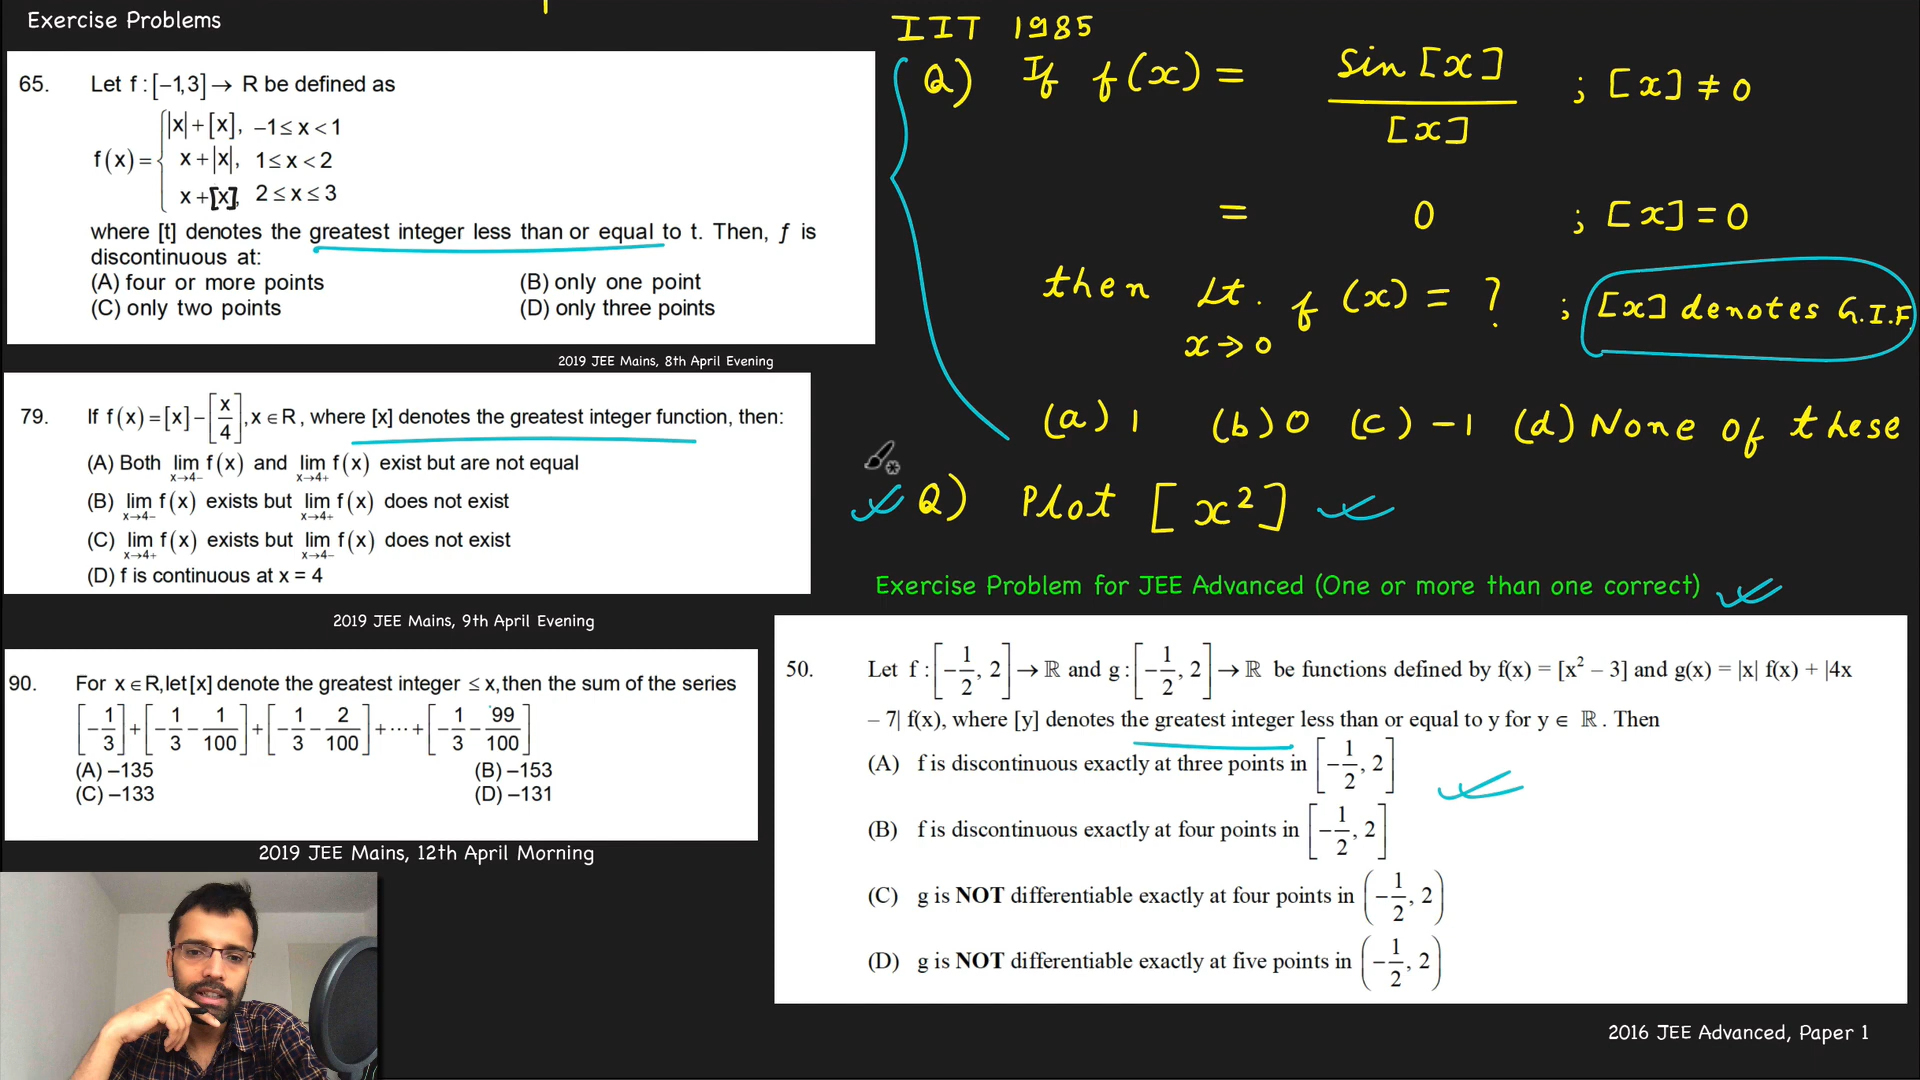 Exercise Problems
65. Let f : [−1,3] → R be defined as
f(x) = { |x| + [x], −1 ≤ x < 1
x + |x|, 1 ≤ x < 2
x + [x], 2 ≤ x ≤ 3
where [t] denotes the greatest integer less than or equal to t. Then, ƒ is
discontinuous at:
(A) four or more points (B) only one point
(C) only two points (D) only three points
2019 JEE Mains, 8th April Evening
79. If f(x) = [x] − [x/4], x ∈ R, where [x] denotes the greatest integer function, then:
(A) Both lim x→4− f(x) and lim x→4+ f(x) exist but are not equal
(B) lim x→4− f(x) exists but lim x→4+ f(x) does not exist
(C) lim x→4+ f(x) exists but lim x→4− f(x) does not exist
(D) f is continuous at x = 4
2019 JEE Mains, 9th April Evening
90. For x ∈ R, let [x] denote the greatest integer ≤ x, then the sum of the series
[−1/3] + [−1/3 − 1/100] + [−1/3 − 2/100] + ··· + [−1/3 − 99/100]
(A) −135 (B) −153
(C) −133 (D) −131
2019 JEE Mains, 12th April Morning
IIT 1985
Q) If f(x) = sin [x] / [x] ; [x] ≠ 0
= 0 ; [x] = 0
then Lt. x→0 f(x) = ? ; [x] denotes G.I.F.
(a) 1 (b) 0 (c) −1 (d) None of these
Q) Plot [x²]
Exercise Problem for JEE Advanced (One or more than one correct)
50. Let f : [−1/2, 2] → ℝ and g : [−1/2, 2] → ℝ be functions defined by f(x) = [x² – 3] and g(x) = |x| f(x) + |4x
– 7| f(x), where [y] denotes the greatest integer less than or equal to y for y ∈ ℝ. Then
(A) f is discontinuous exactly at three points in [−1/2, 2]
(B) f is discontinuous exactly at four points in [−1/2, 2]
(C) g is NOT differentiable exactly at four points in (−1/2, 2)
(D) g is NOT differentiable exactly at five points in (−1/2, 2)
2016 JEE Advanced, Paper 1